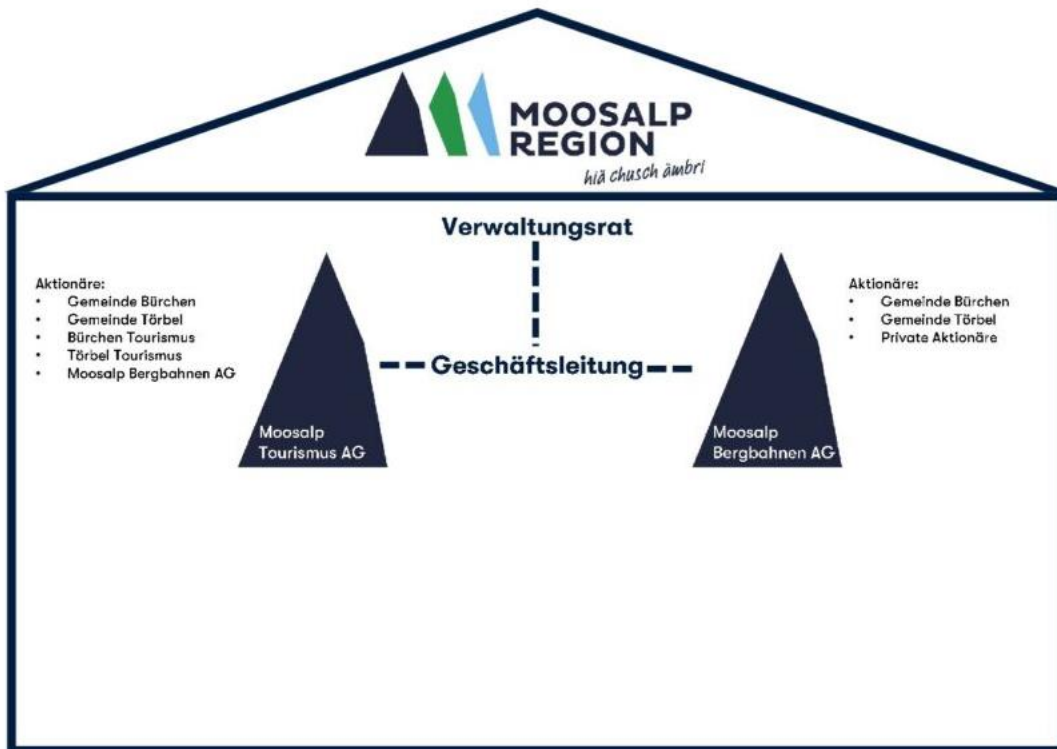 MOOSALP
REGION
hiä chusch ämbri
Verwaltungsrat
Aktionäre:
• Gemeinde Bürchen
• Gemeinde Törbel
• Bürchen Tourismus
• Törbel Tourismus
• Moosalp Bergbahnen AG
Aktionäre:
• Gemeinde Bürchen
• Gemeinde Törbel
• Private Aktionäre
Geschäftsleitung
Moosalp
Tourismus AG
Moosalp
Bergbahnen AG